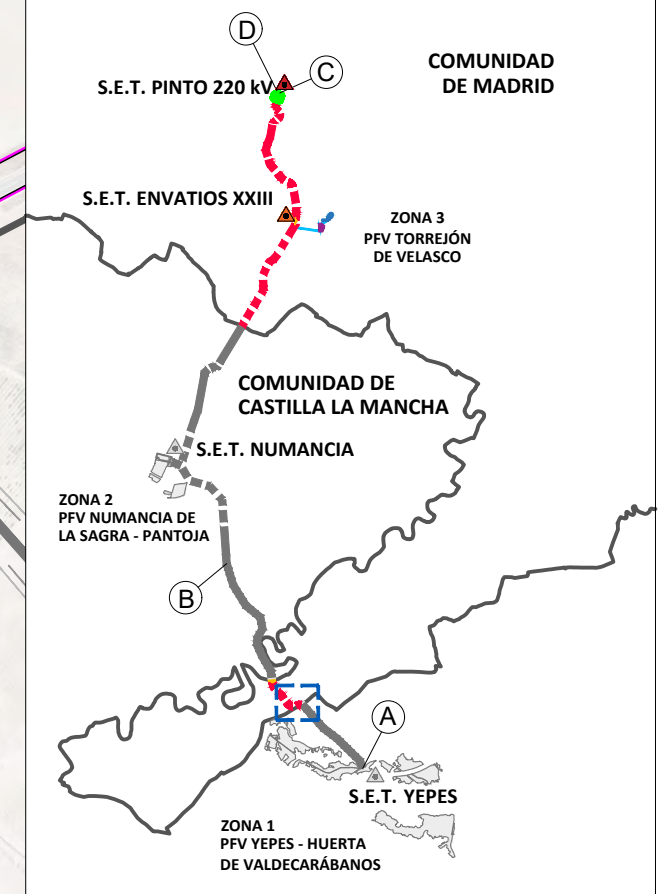 D
C
COMUNIDAD
DE MADRID
S.E.T. PINTO 220 kV
S.E.T. ENVATIOS XXIII
ZONA 3
PFV TORREJÓN
DE VELASCO
COMUNIDAD DE
CASTILLA LA MANCHA
S.E.T. NUMANCIA
ZONA 2
PFV NUMANCIA DE
LA SAGRA - PANTOJA
B
A
S.E.T. YEPES
ZONA 1
PFV YEPES - HUERTA
DE VALDECARÁBANOS